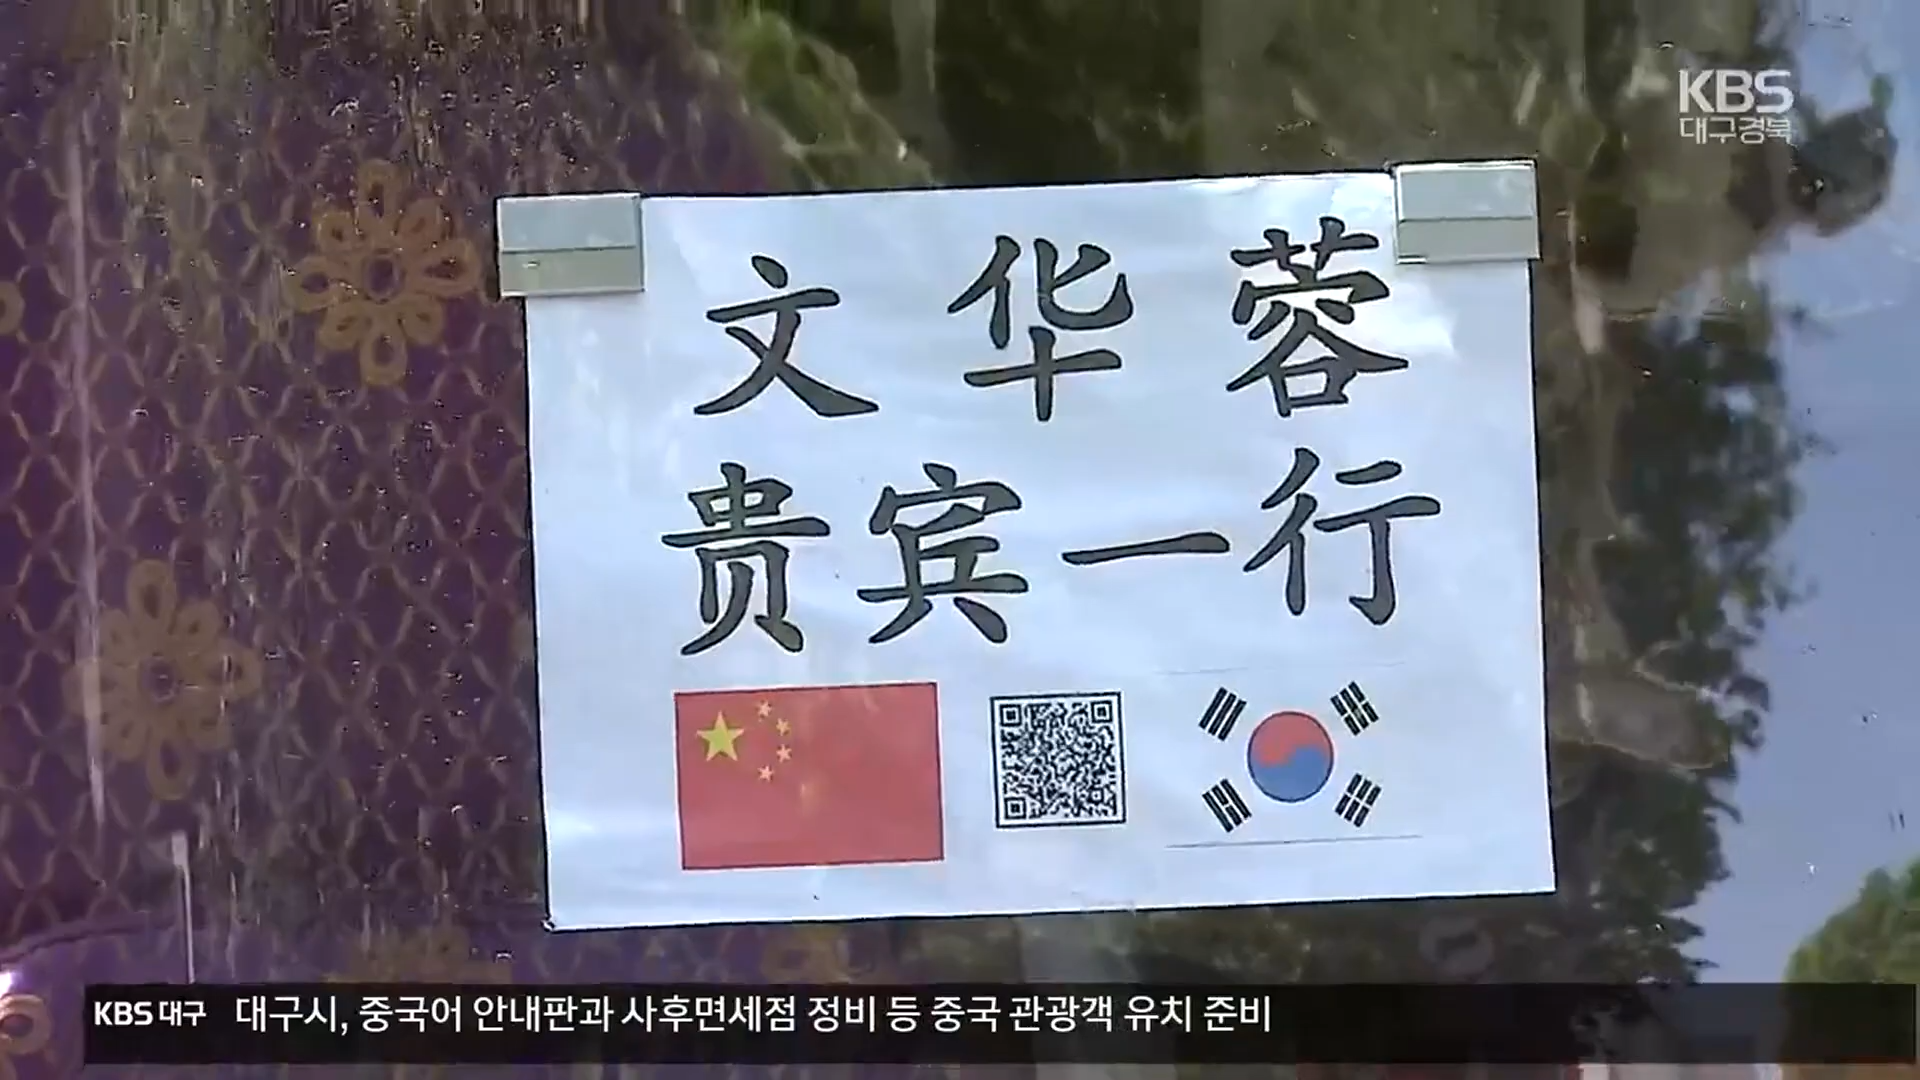 KBS
대구경북
文华蓉
贵宾一行
KBS 대구 대구시, 중국어 안내판과 사후면세점 정비 등 중국 관광객 유치 준비